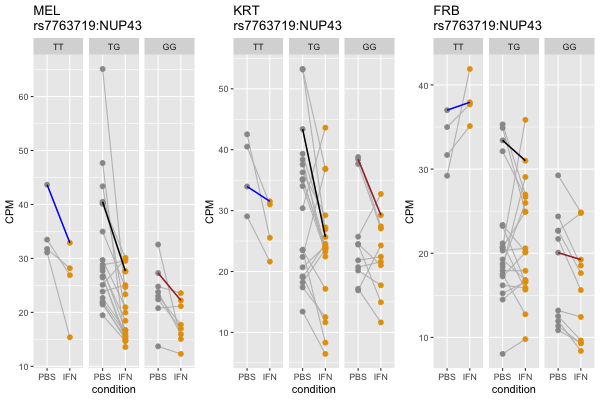 MEL
rs7763719:NUP43
TT TG GG
CPM
60
50
40
30
20
10
PBS IFN PBS IFN PBS IFN
condition
KRT
rs7763719:NUP43
TT TG GG
CPM
50
40
30
20
10
PBS IFN PBS IFN PBS IFN
condition
FRB
rs7763719:NUP43
TT TG GG
CPM
40
30
20
10
PBS IFN PBS IFN PBS IFN
condition